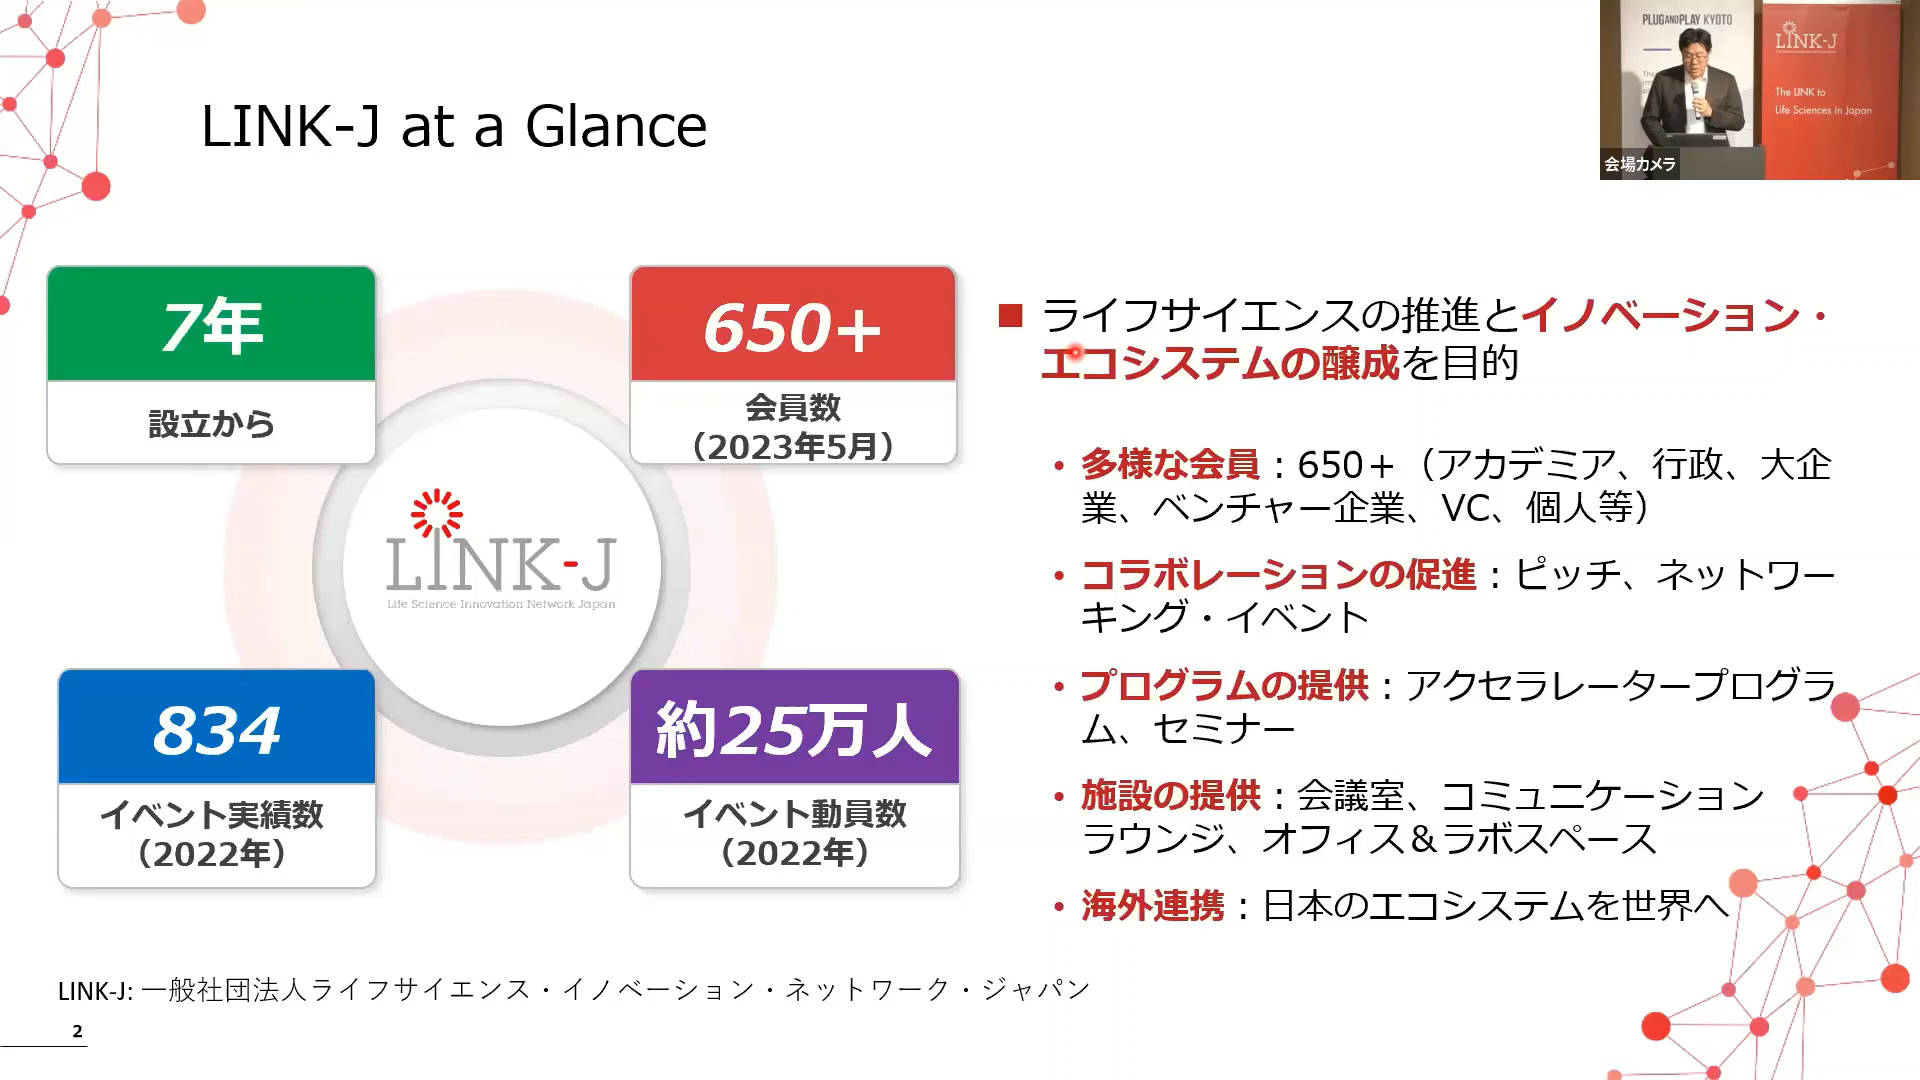 PLUG AND PLAY KYOTO
LINK-J
The LINK to
Life Sciences in Japan
会場カメラ
LINK-J at a Glance
7年
設立から
650+
会員数
（2023年5月）
LINK-J
Life Science Innovation Network Japan
834
イベント実績数
（2022年）
約25万人
イベント動員数
（2022年）
ライフサイエンスの推進とイノベーション・
エコシステムの醸成を目的
• 多様な会員：650＋（アカデミア、行政、大企
業、ベンチャー企業、VC、個人等）
• コラボレーションの促進：ピッチ、ネットワー
キング・イベント
• プログラムの提供：アクセラレータープログラ
ム、セミナー
• 施設の提供：会議室、コミュニケーション
ラウンジ、オフィス＆ラボスペース
• 海外連携：日本のエコシステムを世界へ
LINK-J: 一般社団法人ライフサイエンス・イノベーション・ネットワーク・ジャパン
2